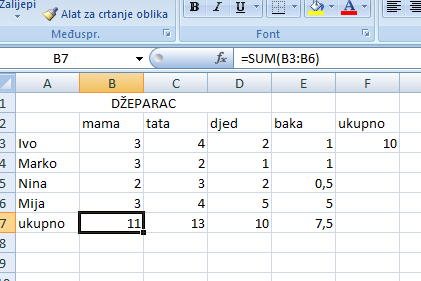 Zalijepi
Alat za crtanje oblika
B I U A
Međuspr. Font
B7 fx =SUM(B3:B6)
A B C D E F
1 DŽEPARAC
2 mama tata djed baka ukupno
3 Ivo 3 4 2 1 10
4 Marko 3 2 1 1
5 Nina 2 3 2 0,5
6 Mija 3 4 5 5
7 ukupno 11 13 10 7,5
8
9